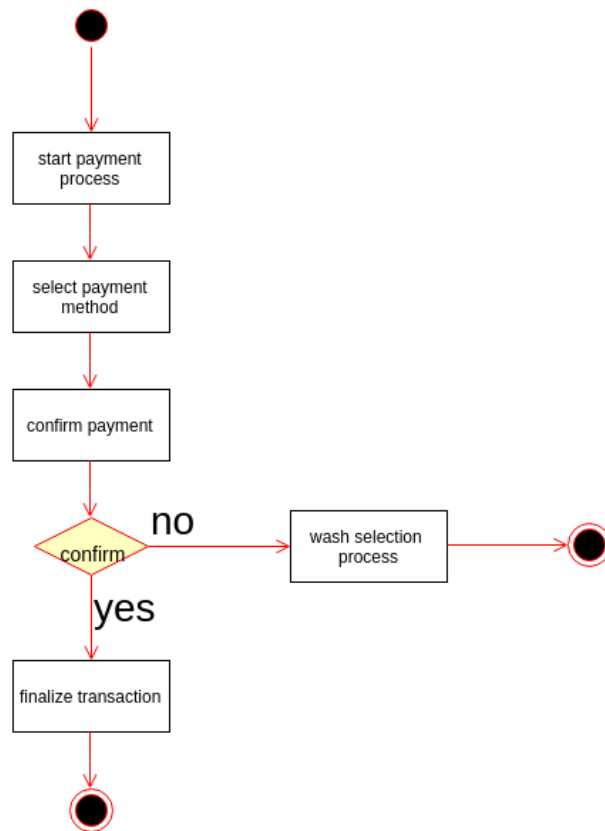 start payment
process
select payment
method
confirm payment
confirm
no
wash selection
process
yes
finalize transaction